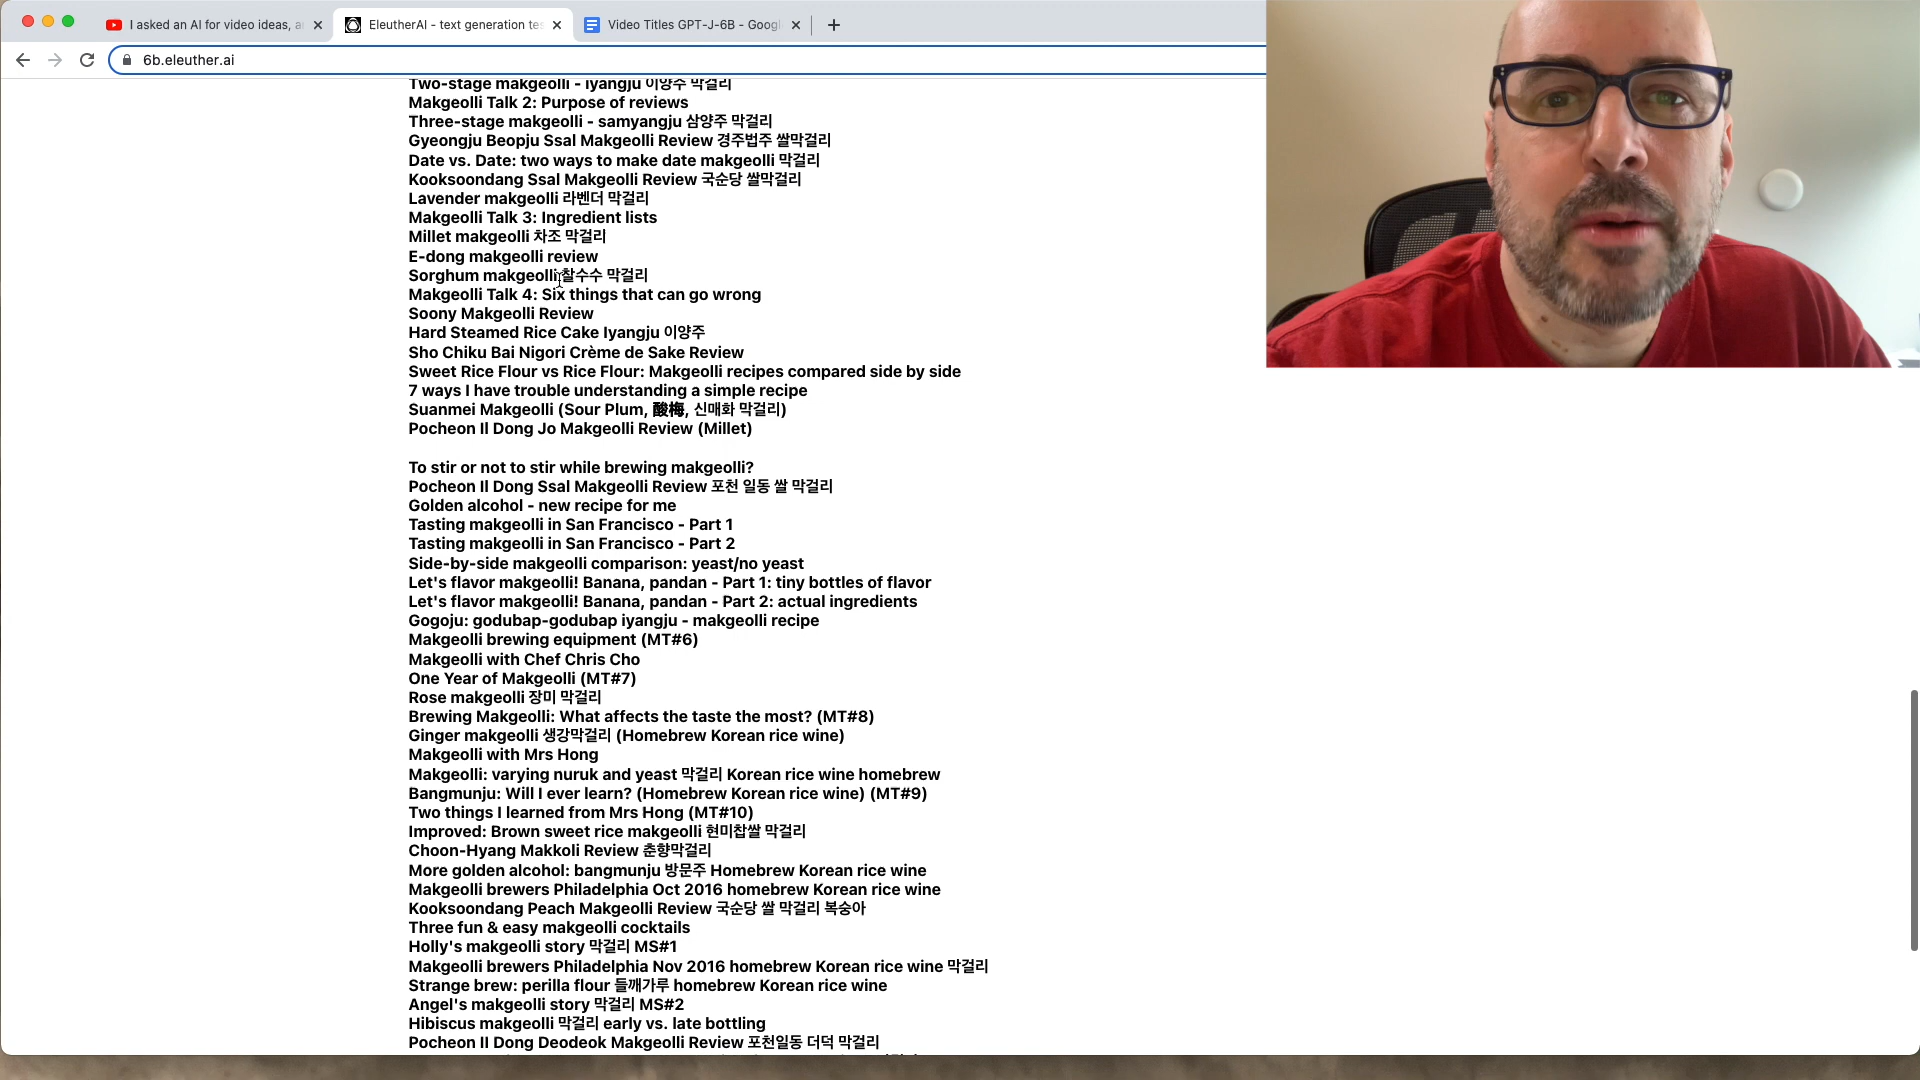 I asked an AI for video ideas, a
EleutherAI - text generation tes
Video Titles GPT-J-6B - Googl
6b.eleuther.ai
Two-stage makgeolli - iyangju 이양주 막걸리
Makgeolli Talk 2: Purpose of reviews
Three-stage makgeolli - samyangju 삼양주 막걸리
Gyeongju Beopju Ssal Makgeolli Review 경주법주 쌀막걸리
Date vs. Date: two ways to make date makgeolli 막걸리
Kooksoondang Ssal Makgeolli Review 국순당 쌀막걸리
Lavender makgeolli 라벤더 막걸리
Makgeolli Talk 3: Ingredient lists
Millet makgeolli 차조 막걸리
E-dong makgeolli review
Sorghum makgeolli 찰수수 막걸리
Makgeolli Talk 4: Six things that can go wrong
Soony Makgeolli Review
Hard Steamed Rice Cake Iyangju 이양주
Sho Chiku Bai Nigori Crème de Sake Review
Sweet Rice Flour vs Rice Flour: Makgeolli recipes compared side by side
7 ways I have trouble understanding a simple recipe
Suanmei Makgeolli (Sour Plum, 酸梅, 신매화 막걸리)
Pocheon Il Dong Jo Makgeolli Review (Millet)
To stir or not to stir while brewing makgeolli?
Pocheon Il Dong Ssal Makgeolli Review 포천 일동 쌀 막걸리
Golden alcohol - new recipe for me
Tasting makgeolli in San Francisco - Part 1
Tasting makgeolli in San Francisco - Part 2
Side-by-side makgeolli comparison: yeast/no yeast
Let's flavor makgeolli! Banana, pandan - Part 1: tiny bottles of flavor
Let's flavor makgeolli! Banana, pandan - Part 2: actual ingredients
Gogoju: godubap-godubap iyangju - makgeolli recipe
Makgeolli brewing equipment (MT#6)
Makgeolli with Chef Chris Cho
One Year of Makgeolli (MT#7)
Rose makgeolli 장미 막걸리
Brewing Makgeolli: What affects the taste the most? (MT#8)
Ginger makgeolli 생강막걸리 (Homebrew Korean rice wine)
Makgeolli with Mrs Hong
Makgeolli: varying nuruk and yeast 막걸리 Korean rice wine homebrew
Bangmunju: Will I ever learn? (Homebrew Korean rice wine) (MT#9)
Two things I learned from Mrs Hong (MT#10)
Improved: Brown sweet rice makgeolli 현미찹쌀 막걸리
Choon-Hyang Makkoli Review 춘향막걸리
More golden alcohol: bangmunju 방문주 Homebrew Korean rice wine
Makgeolli brewers Philadelphia Oct 2016 homebrew Korean rice wine
Kooksoondang Peach Makgeolli Review 국순당 쌀 막걸리 복숭아
Three fun & easy makgeolli cocktails
Holly's makgeolli story 막걸리 MS#1
Makgeolli brewers Philadelphia Nov 2016 homebrew Korean rice wine 막걸리
Strange brew: perilla flour 들깨가루 homebrew Korean rice wine
Angel's makgeolli story 막걸리 MS#2
Hibiscus makgeolli 막걸리 early vs. late bottling
Pocheon Il Dong Deodeok Makgeolli Review 포천일동 더덕 막걸리